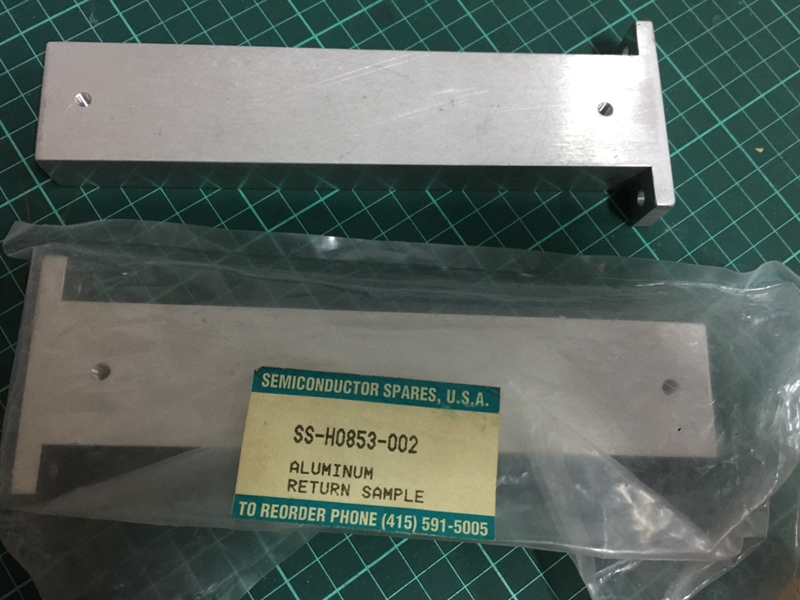 SEMICONDUCTOR SPARES, U.S.A.
SS-H0853-002
ALUMINUM
RETURN SAMPLE
TO REORDER PHONE (415) 591-5005